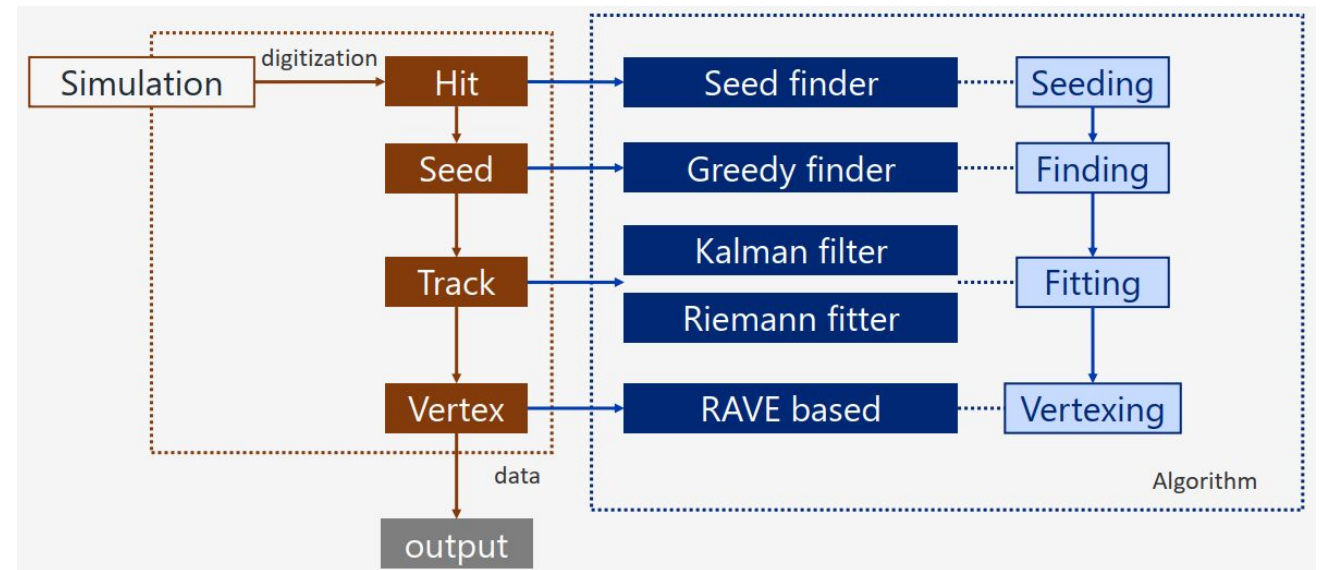 digitization
Simulation
Hit
Seed finder
Seeding
Seed
Greedy finder
Finding
Kalman filter
Track
Fitting
Riemann fitter
Vertex
RAVE based
Vertexing
data
Algorithm
output